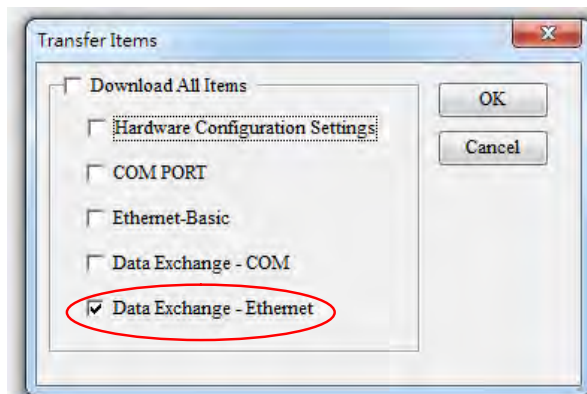 Transfer Items
Download All Items
Hardware Configuration Settings
COM PORT
Ethernet-Basic
Data Exchange - COM
Data Exchange - Ethernet
OK
Cancel